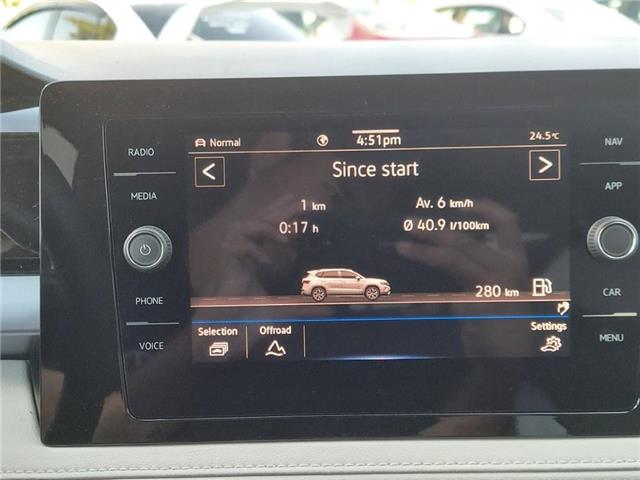 RADIO
MEDIA
PHONE
VOICE
Normal
4:51pm
24.5°C
<
Since start
>
1 km
Av. 6 km/h
0:17 h
Ø 40.9 l/100km
280 km
Selection
Offroad
Settings
NAV
APP
CAR
MENU